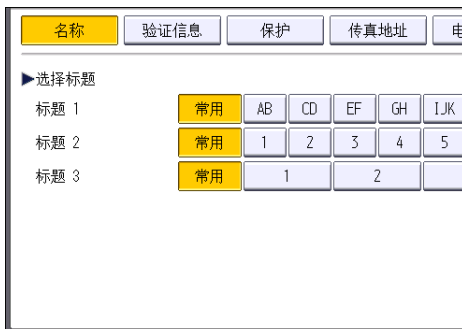 名称 验证信息 保护 传真地址 电
▶选择标题
标题 1 常用 AB CD EF GH IJK
标题 2 常用 1 2 3 4 5
标题 3 常用 1 2